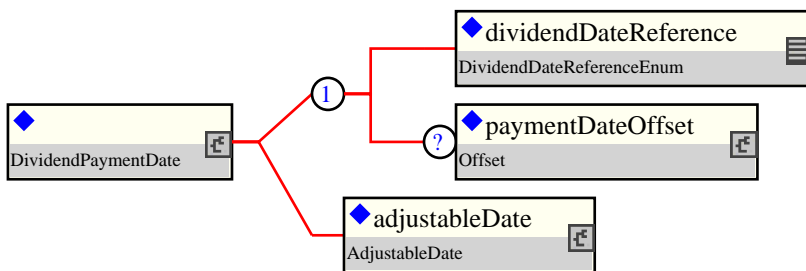 dividendDateReference
DividendDateReferenceEnum
1
DividendPaymentDate
?
paymentDateOffset
Offset
adjustableDate
AdjustableDate